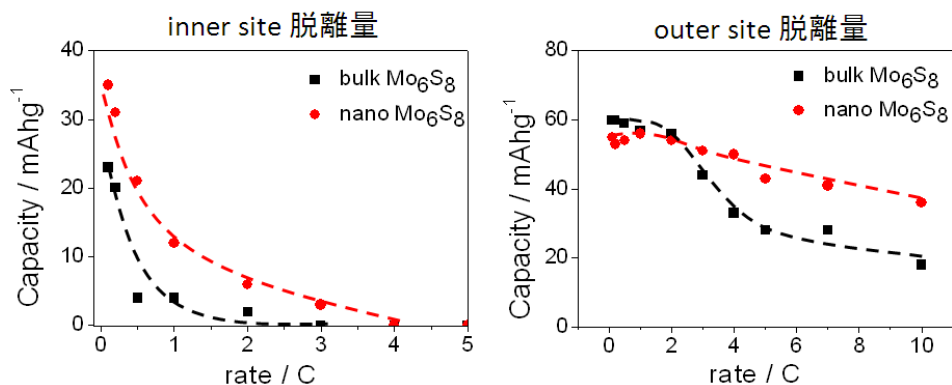 inner site 脱離量
40
30
20
10
0
Capacity / mAhg-1
bulk Mo6S8
nano Mo6S8
0 1 2 3 4 5
rate / C
outer site 脱離量
80
60
40
20
0
Capacity / mAhg-1
bulk Mo6S8
nano Mo6S8
0 2 4 6 8 10
rate / C